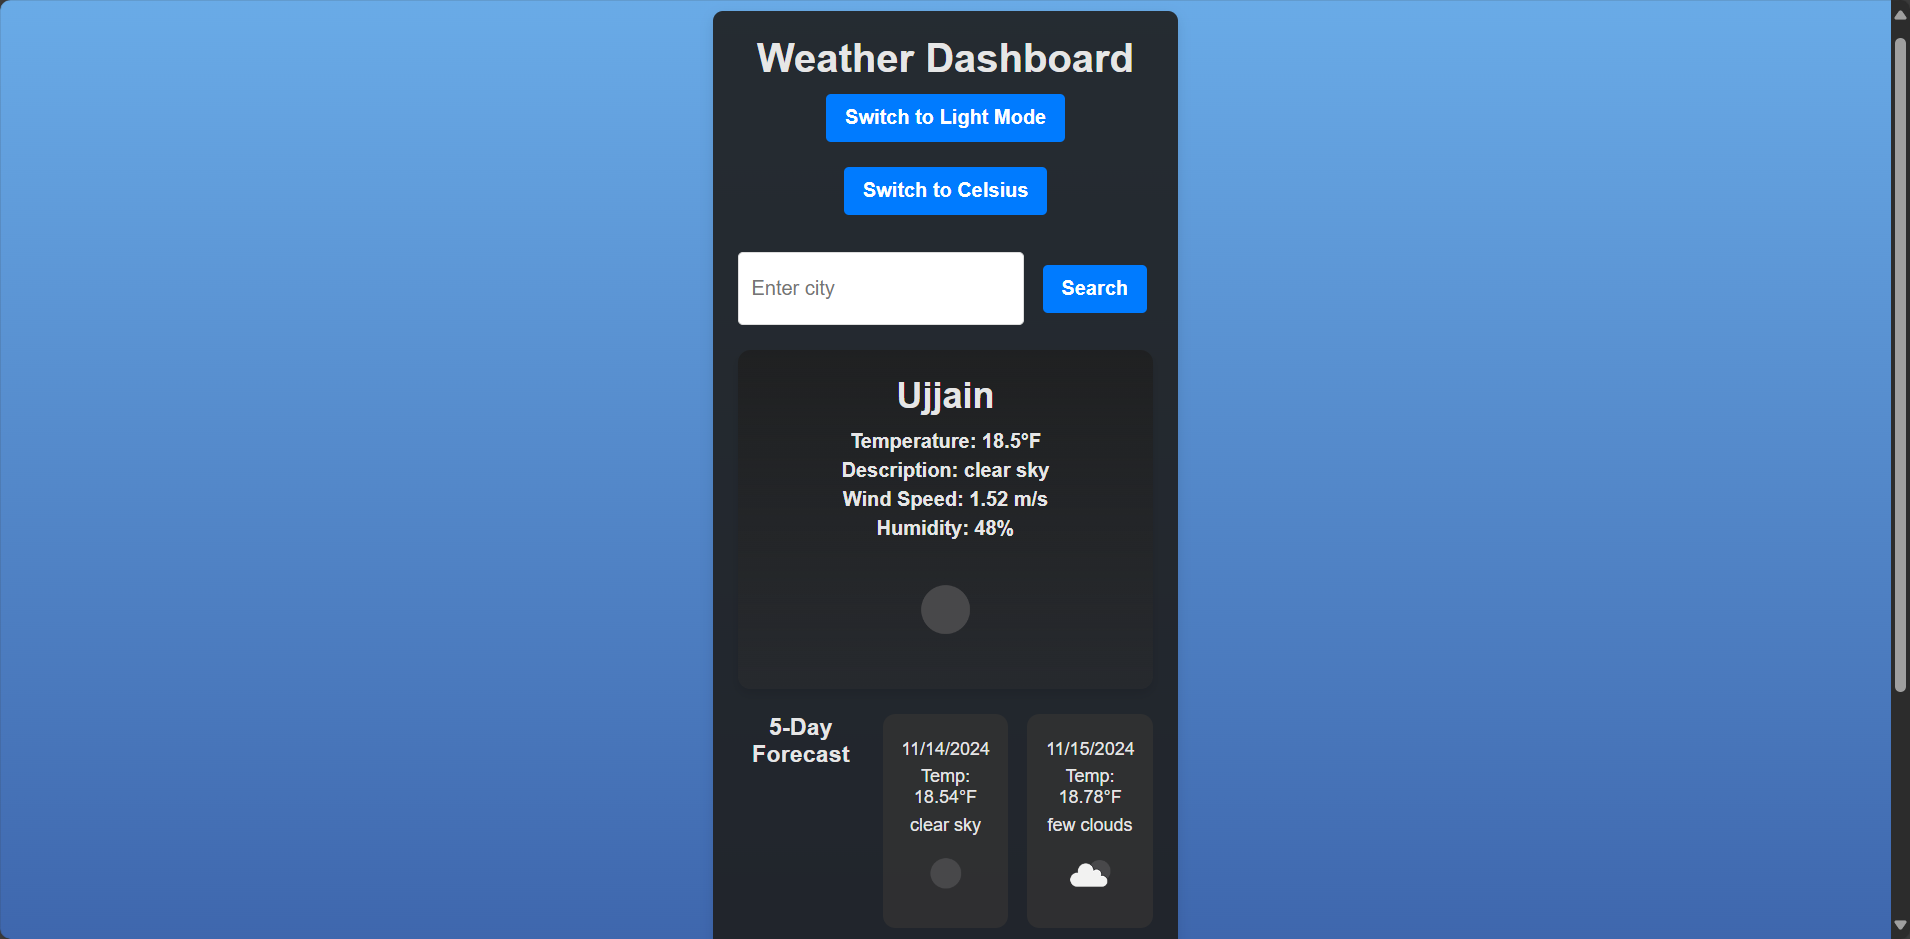 Weather Dashboard
Switch to Light Mode
Switch to Celsius
Enter city
Search
Ujjain
Temperature: 18.5°F
Description: clear sky
Wind Speed: 1.52 m/s
Humidity: 48%
5-Day
Forecast
11/14/2024
Temp:
18.54°F
clear sky
11/15/2024
Temp:
18.78°F
few clouds